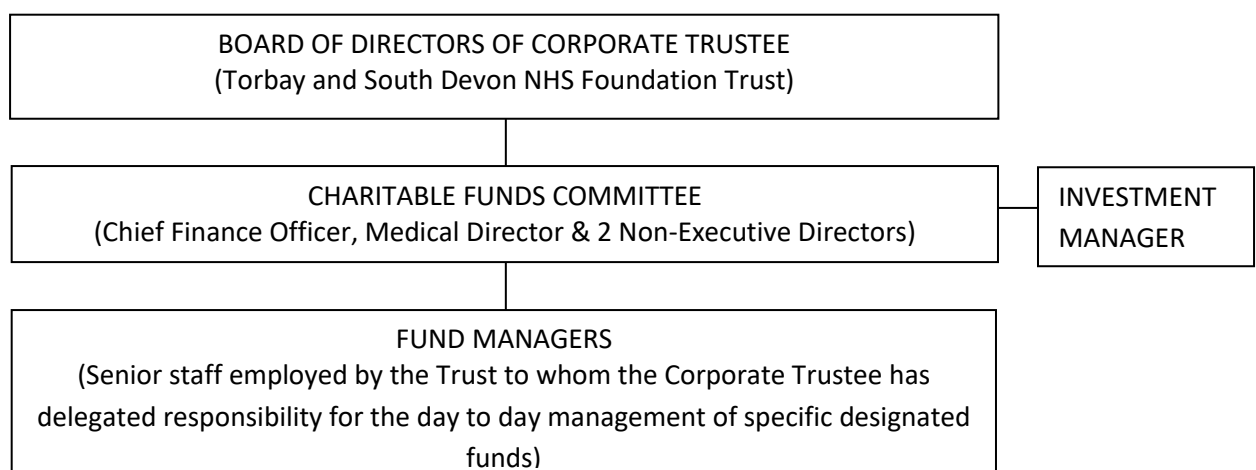 BOARD OF DIRECTORS OF CORPORATE TRUSTEE
(Torbay and South Devon NHS Foundation Trust)
CHARITABLE FUNDS COMMITTEE
(Chief Finance Officer, Medical Director & 2 Non-Executive Directors)
INVESTMENT
MANAGER
FUND MANAGERS
(Senior staff employed by the Trust to whom the Corporate Trustee has
delegated responsibility for the day to day management of specific designated
funds)